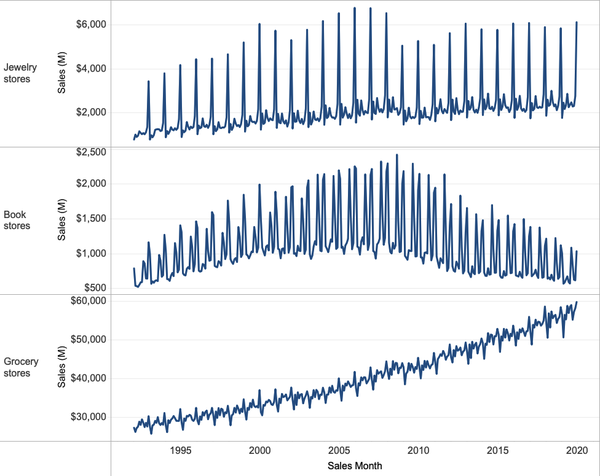 Jewelry
stores
Sales (M)
$6,000
$4,000
$2,000
Book
stores
Sales (M)
$2,500
$2,000
$1,500
$1,000
$500
Grocery
stores
Sales (M)
$60,000
$50,000
$40,000
$30,000
1995 2000 2005 2010 2015 2020
Sales Month